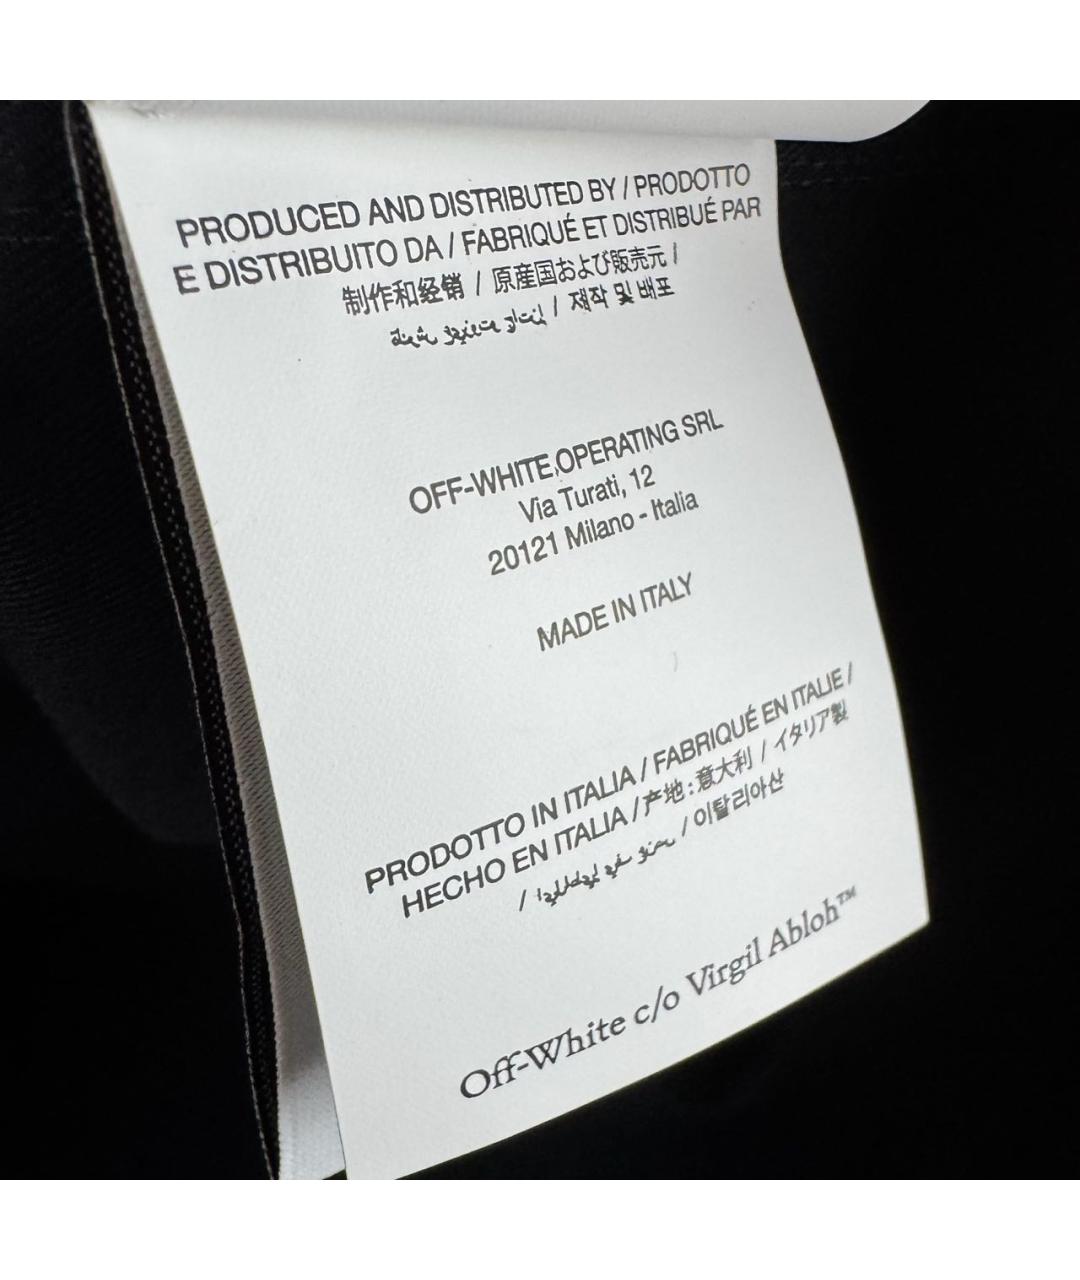 PRODUCED AND DISTRIBUTED BY / PRODOTTO
E DISTRIBUITO DA / FABRIQUÉ ET DISTRIBUÉ PAR
制作和经销 / 原産国および販売元 /
/ 제작 및 배포
OFF-WHITE OPERATING SRL
Via Turati, 12
20121 Milano - Italia
MADE IN ITALY
PRODOTTO IN ITALIA / FABRIQUÉ EN ITALIE /
HECHO EN ITALIA / 产地:意大利 / イタリア製
/ 이탈리아산
Off-White c/o Virgil Abloh™